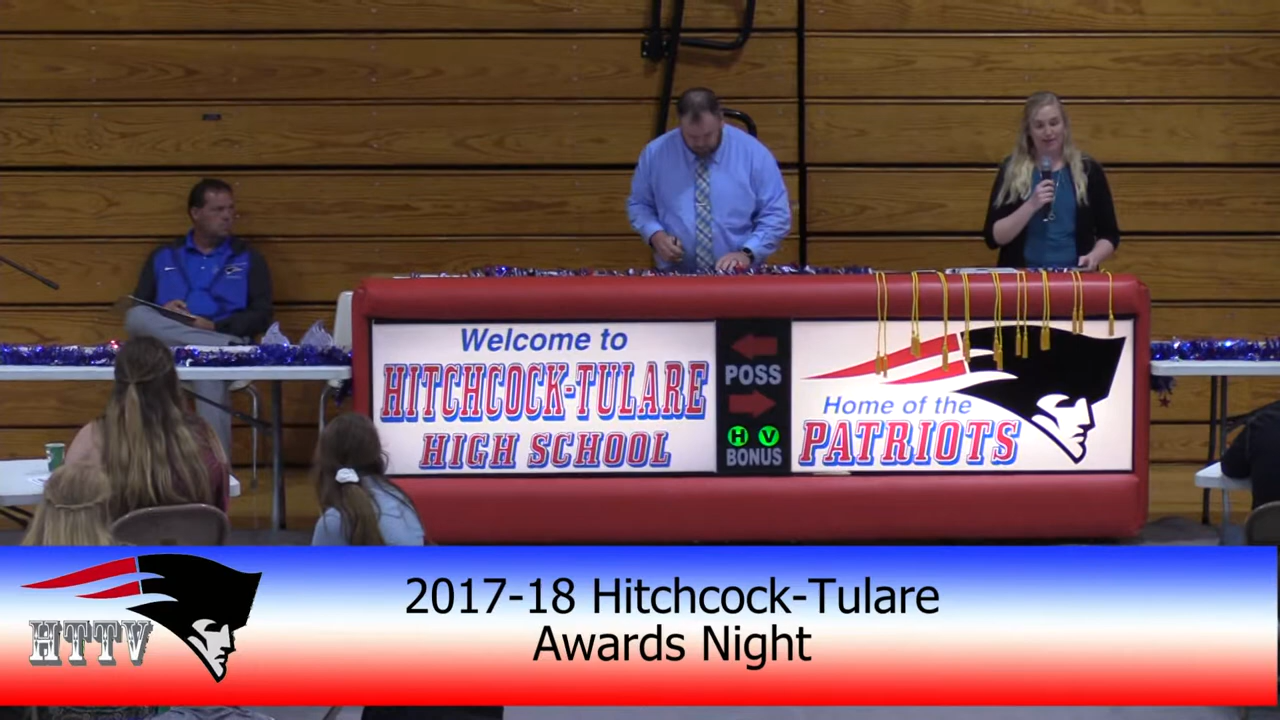 Welcome to
HITCHCOCK-TULARE
HIGH SCHOOL
POSS
H V
BONUS
Home of the
PATRIOTS
HTTV
2017-18 Hitchcock-Tulare
Awards Night